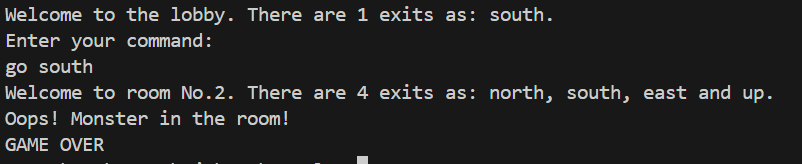 Welcome to the lobby. There are 1 exits as: south.
Enter your command:
go south
Welcome to room No.2. There are 4 exits as: north, south, east and up.
Oops! Monster in the room!
GAME OVER